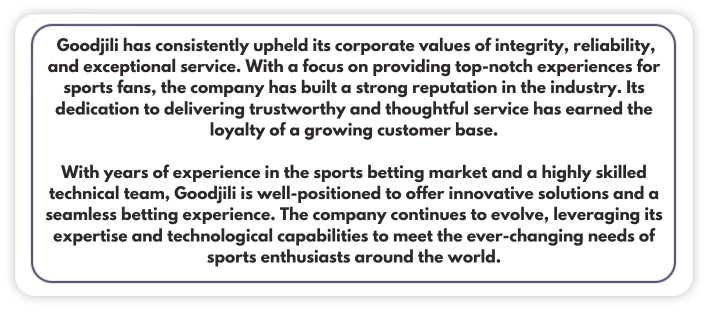 Goodjili has consistently upheld its corporate values of integrity, reliability,
and exceptional service. With a focus on providing top-notch experiences for
sports fans, the company has built a strong reputation in the industry. Its
dedication to delivering trustworthy and thoughtful service has earned the
loyalty of a growing customer base.
With years of experience in the sports betting market and a highly skilled
technical team, Goodjili is well-positioned to offer innovative solutions and a
seamless betting experience. The company continues to evolve, leveraging its
expertise and technological capabilities to meet the ever-changing needs of
sports enthusiasts around the world.